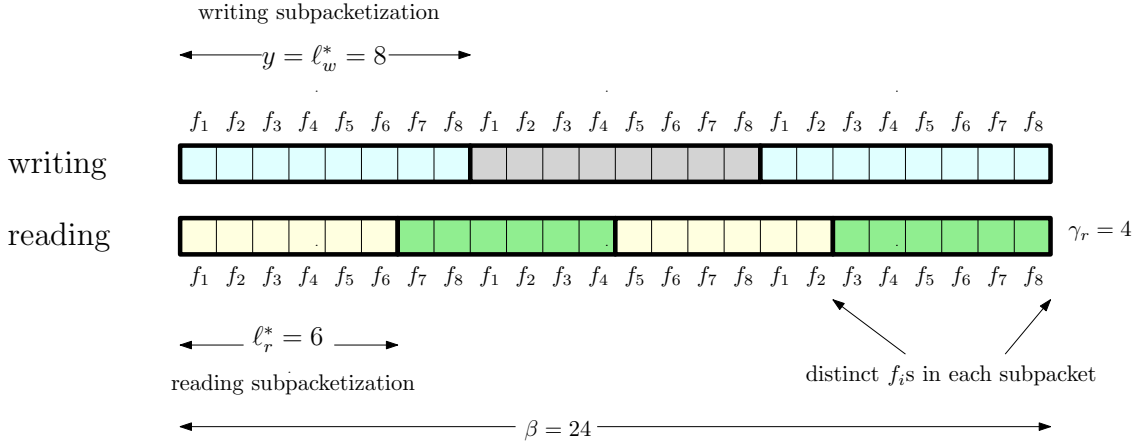 writing subpacketization
y = ℓ*_w = 8
f₁ f₂ f₃ f₄ f₅ f₆ f₇ f₈ f₁ f₂ f₃ f₄ f₅ f₆ f₇ f₈ f₁ f₂ f₃ f₄ f₅ f₆ f₇ f₈
writing
reading
γᵣ = 4
f₁ f₂ f₃ f₄ f₅ f₆ f₇ f₈ f₁ f₂ f₃ f₄ f₅ f₆ f₇ f₈ f₁ f₂ f₃ f₄ f₅ f₆ f₇ f₈
ℓ*_r = 6
reading subpacketization
distinct fᵢs in each subpacket
β = 24